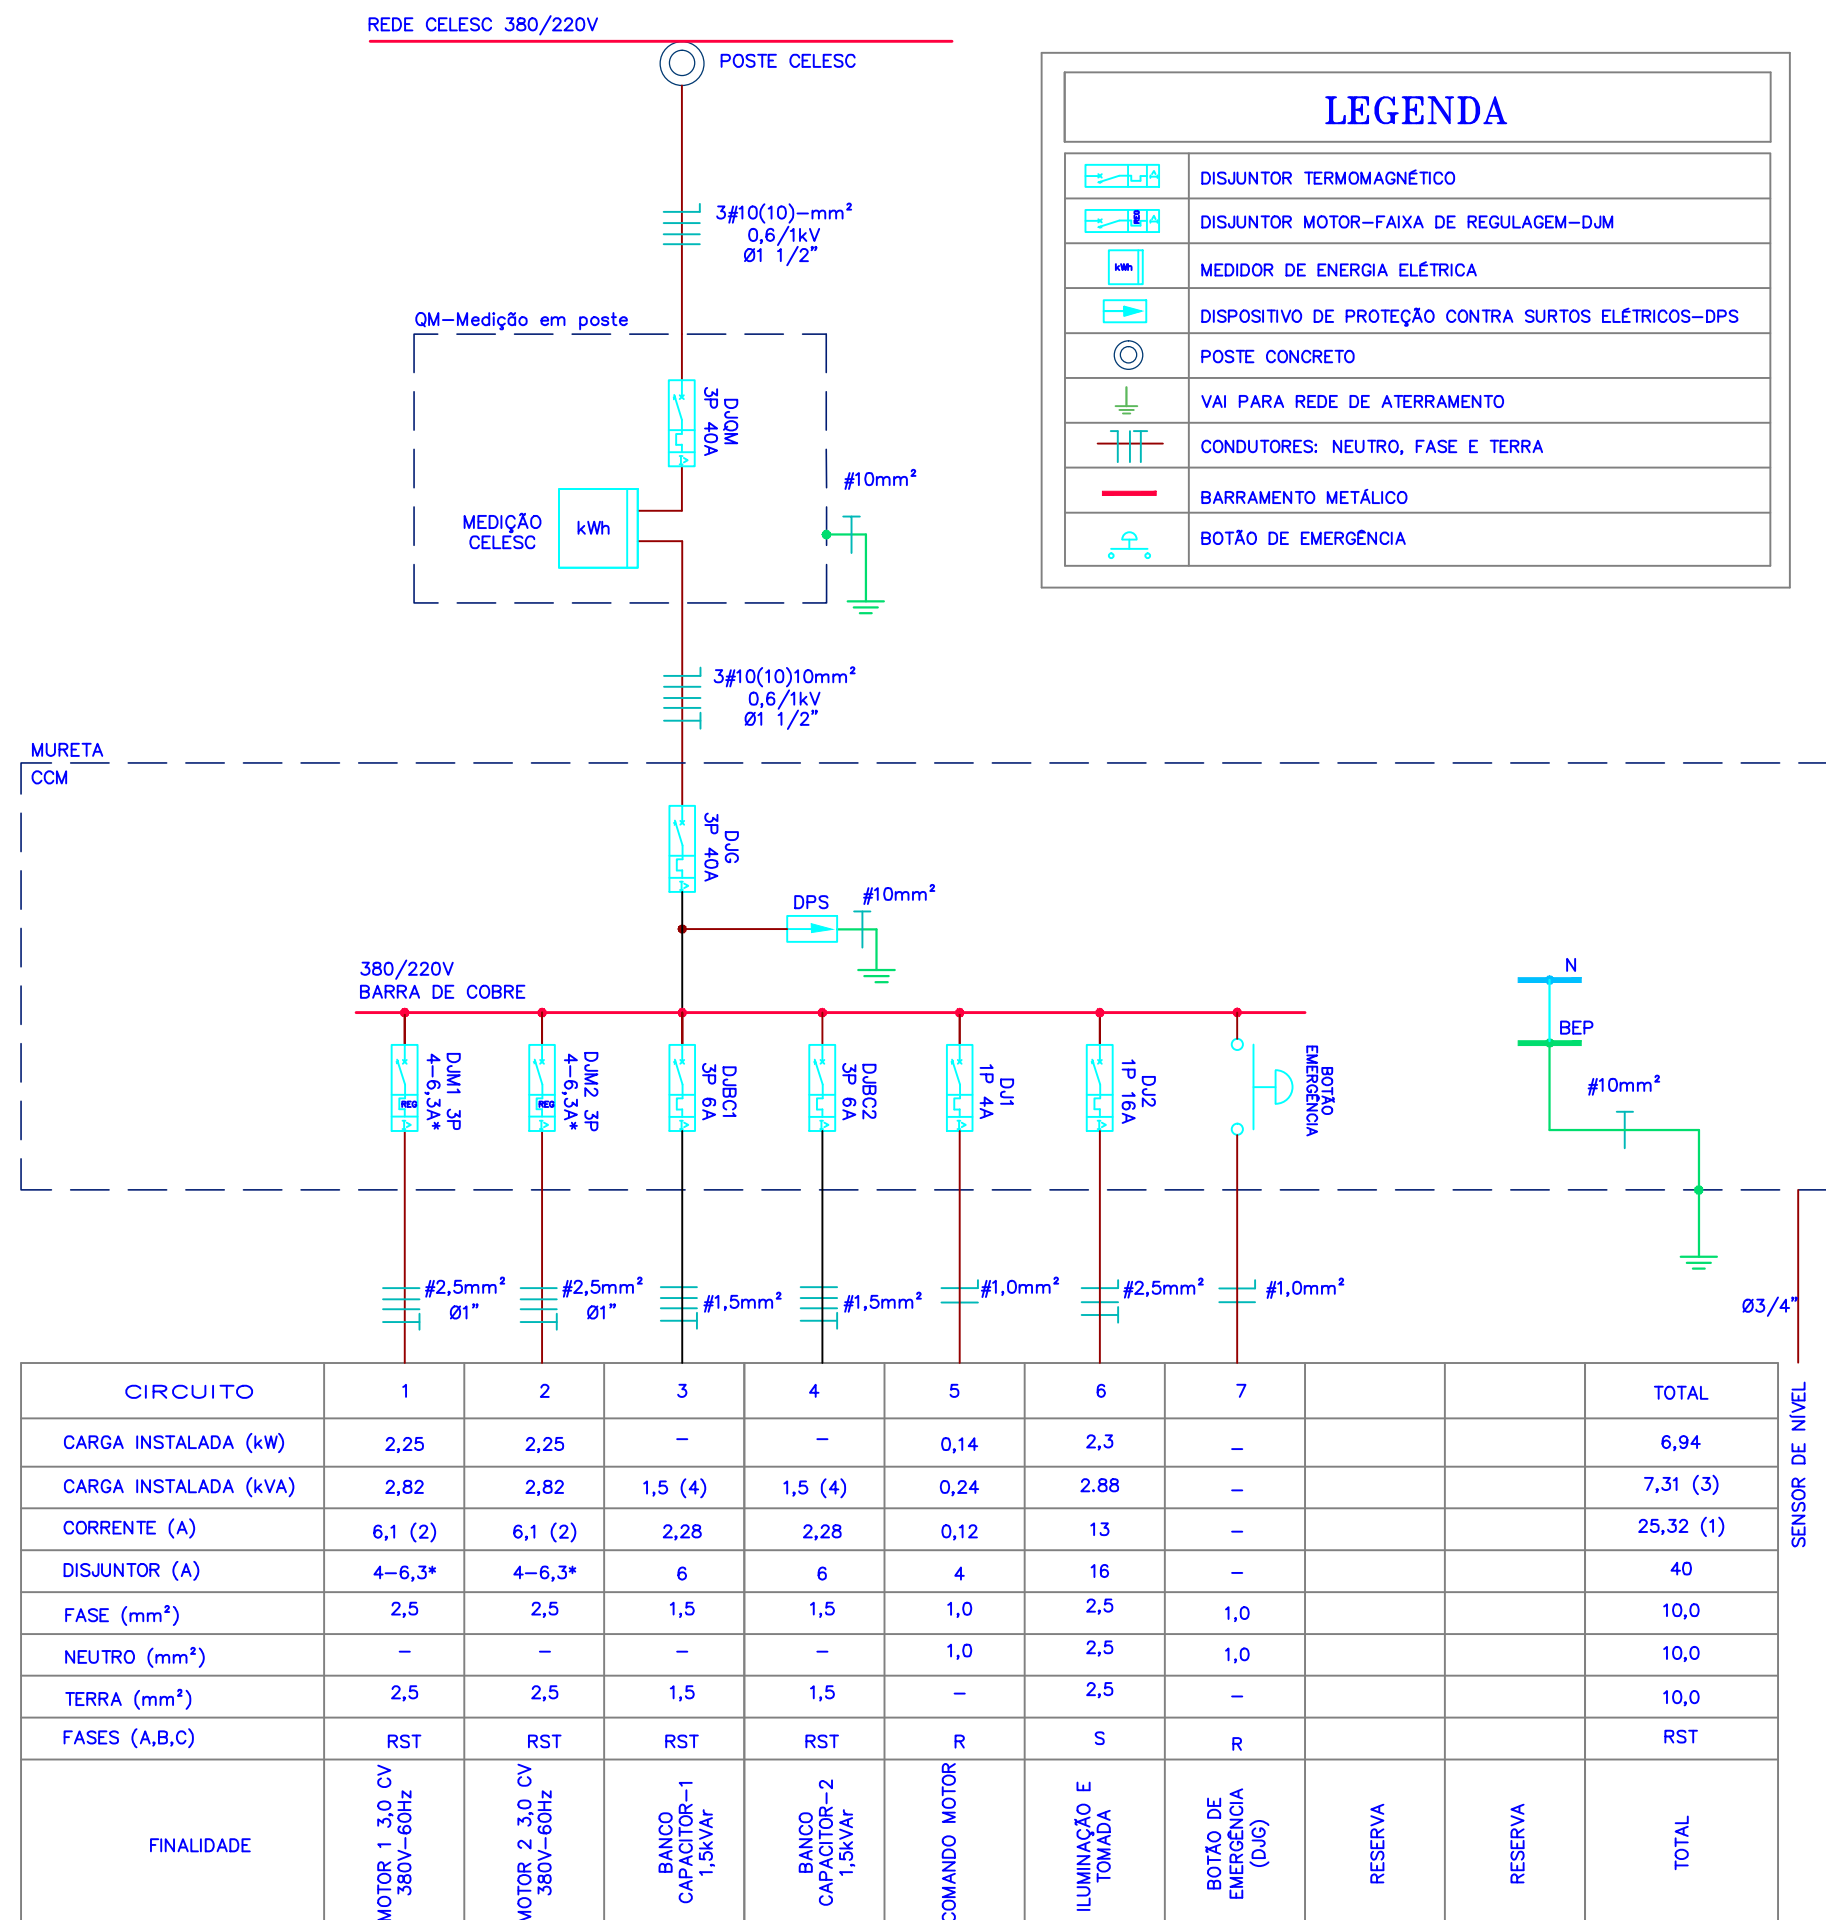 REDE CELESC 380/220V
POSTE CELESC
3#10(10)-mm²
0,6/1kV
Ø1 1/2"
QM-Medição em poste
DJQM
3P 40A
#10mm²
MEDIÇÃO
CELESC
kWh
3#10(10)10mm²
0,6/1kV
Ø1 1/2"
LEGENDA
DISJUNTOR TERMOMAGNÉTICO
REG
DISJUNTOR MOTOR-FAIXA DE REGULAGEM-DJM
kWh
MEDIDOR DE ENERGIA ELÉTRICA
DISPOSITIVO DE PROTEÇÃO CONTRA SURTOS ELÉTRICOS-DPS
POSTE CONCRETO
VAI PARA REDE DE ATERRAMENTO
CONDUTORES: NEUTRO, FASE E TERRA
BARRAMENTO METÁLICO
BOTÃO DE EMERGÊNCIA
MURETA
CCM
DJG
3P 40A
DPS
#10mm²
380/220V
BARRA DE COBRE
N
BEP
#10mm²
DJM1 3P
4-6,3A*
REG
DJM2 3P
4-6,3A*
REG
DJBC1
3P 6A
DJBC2
3P 6A
DJ1
1P 4A
DJ2
1P 16A
BOTÃO
EMERGÊNCIA
#2,5mm²
Ø1"
#2,5mm²
Ø1"
#1,5mm²
#1,5mm²
#1,0mm²
#2,5mm²
#1,0mm²
Ø3/4"
SENSOR DE NÍVEL
CIRCUITO 1 2 3 4 5 6 7 TOTAL
CARGA INSTALADA (kW) 2,25 2,25 - - 0,14 2,3 - 6,94
CARGA INSTALADA (kVA) 2,82 2,82 1,5 (4) 1,5 (4) 0,24 2.88 - 7,31 (3)
CORRENTE (A) 6,1 (2) 6,1 (2) 2,28 2,28 0,12 13 - 25,32 (1)
DISJUNTOR (A) 4-6,3* 4-6,3* 6 6 4 16 - 40
FASE (mm²) 2,5 2,5 1,5 1,5 1,0 2,5 1,0 10,0
NEUTRO (mm²) - - - - 1,0 2,5 1,0 10,0
TERRA (mm²) 2,5 2,5 1,5 1,5 - 2,5 - 10,0
FASES (A,B,C) RST RST RST RST R S R RST
FINALIDADE
MOTOR 1 3,0 CV
380V-60Hz
MOTOR 2 3,0 CV
380V-60Hz
BANCO
CAPACITOR-1
1,5kVAr
BANCO
CAPACITOR-2
1,5kVAr
COMANDO MOTOR
ILUMINAÇÃO E
TOMADA
BOTÃO DE
EMERGÊNCIA
(DJG)
RESERVA
RESERVA
TOTAL